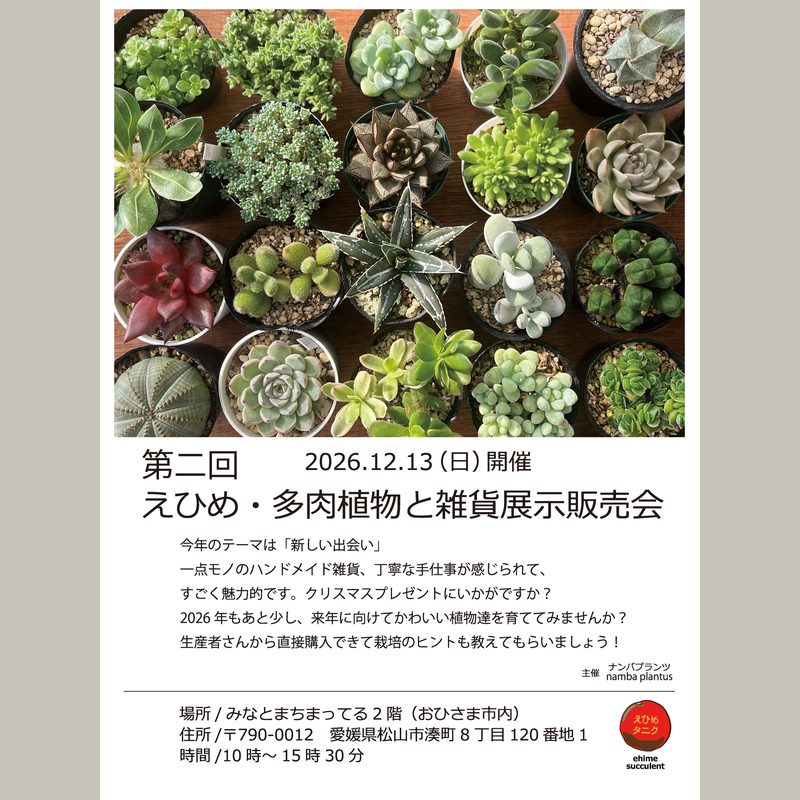 第二回
2026.12.13(日)開催
えひめ・多肉植物と雑貨展示販売会
今年のテーマは「新しい出会い」
一点モノのハンドメイド雑貨、丁寧な手仕事が感じられて、
すごく魅力的です。クリスマスプレゼントにいかがですか？
2026年もあと少し、来年に向けてかわいい植物達を育ててみませんか？
生産者さんから直接購入できて栽培のヒントも教えてもらいましょう！
主催 ナンバプランツ
namba plantus
場所/みなとまちまってる2階（おひさま市内）
住所/〒790-0012　愛媛県松山市湊町8丁目120番地1
時間/10時〜15時30分
えひめ
タニク
ehime
succulent